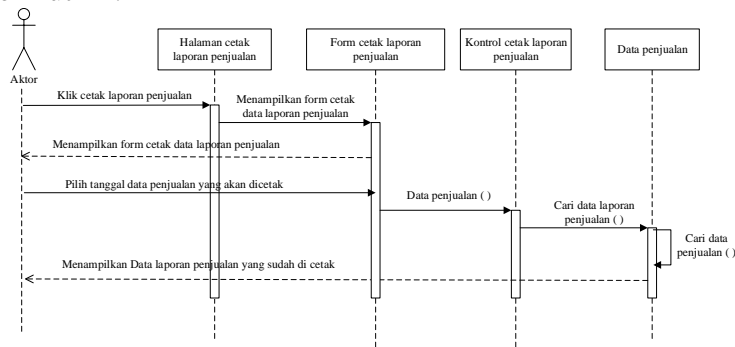 Halaman cetak
laporan penjualan
Form cetak laporan
penjualan
Kontrol cetak laporan
penjualan
Data penjualan
Aktor
Klik cetak laporan penjualan
Menampilkan form cetak
data laporan penjualan
Menampilkan form cetak data laporan penjualan
Pilih tanggal data penjualan yang akan dicetak
Data penjualan ( )
Cari data laporan
penjualan ( )
Cari data
penjualan ( )
Menampilkan Data laporan penjualan yang sudah di cetak